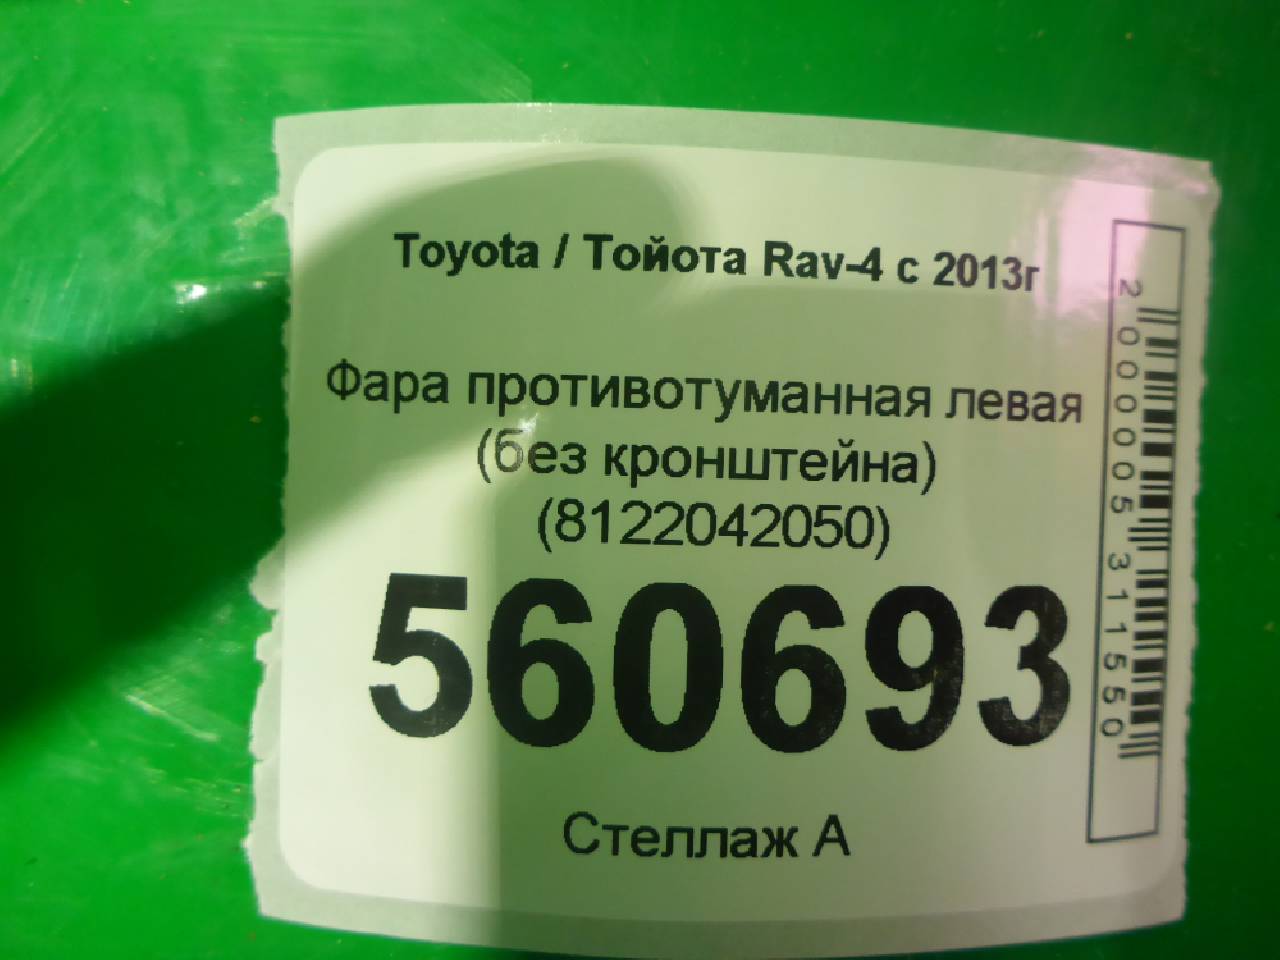 Toyota / Тойота Rav-4 с 2013г
Фара противотуманная левая
(без кронштейна)
(8122042050)
560693
Стеллаж А
2000005311550